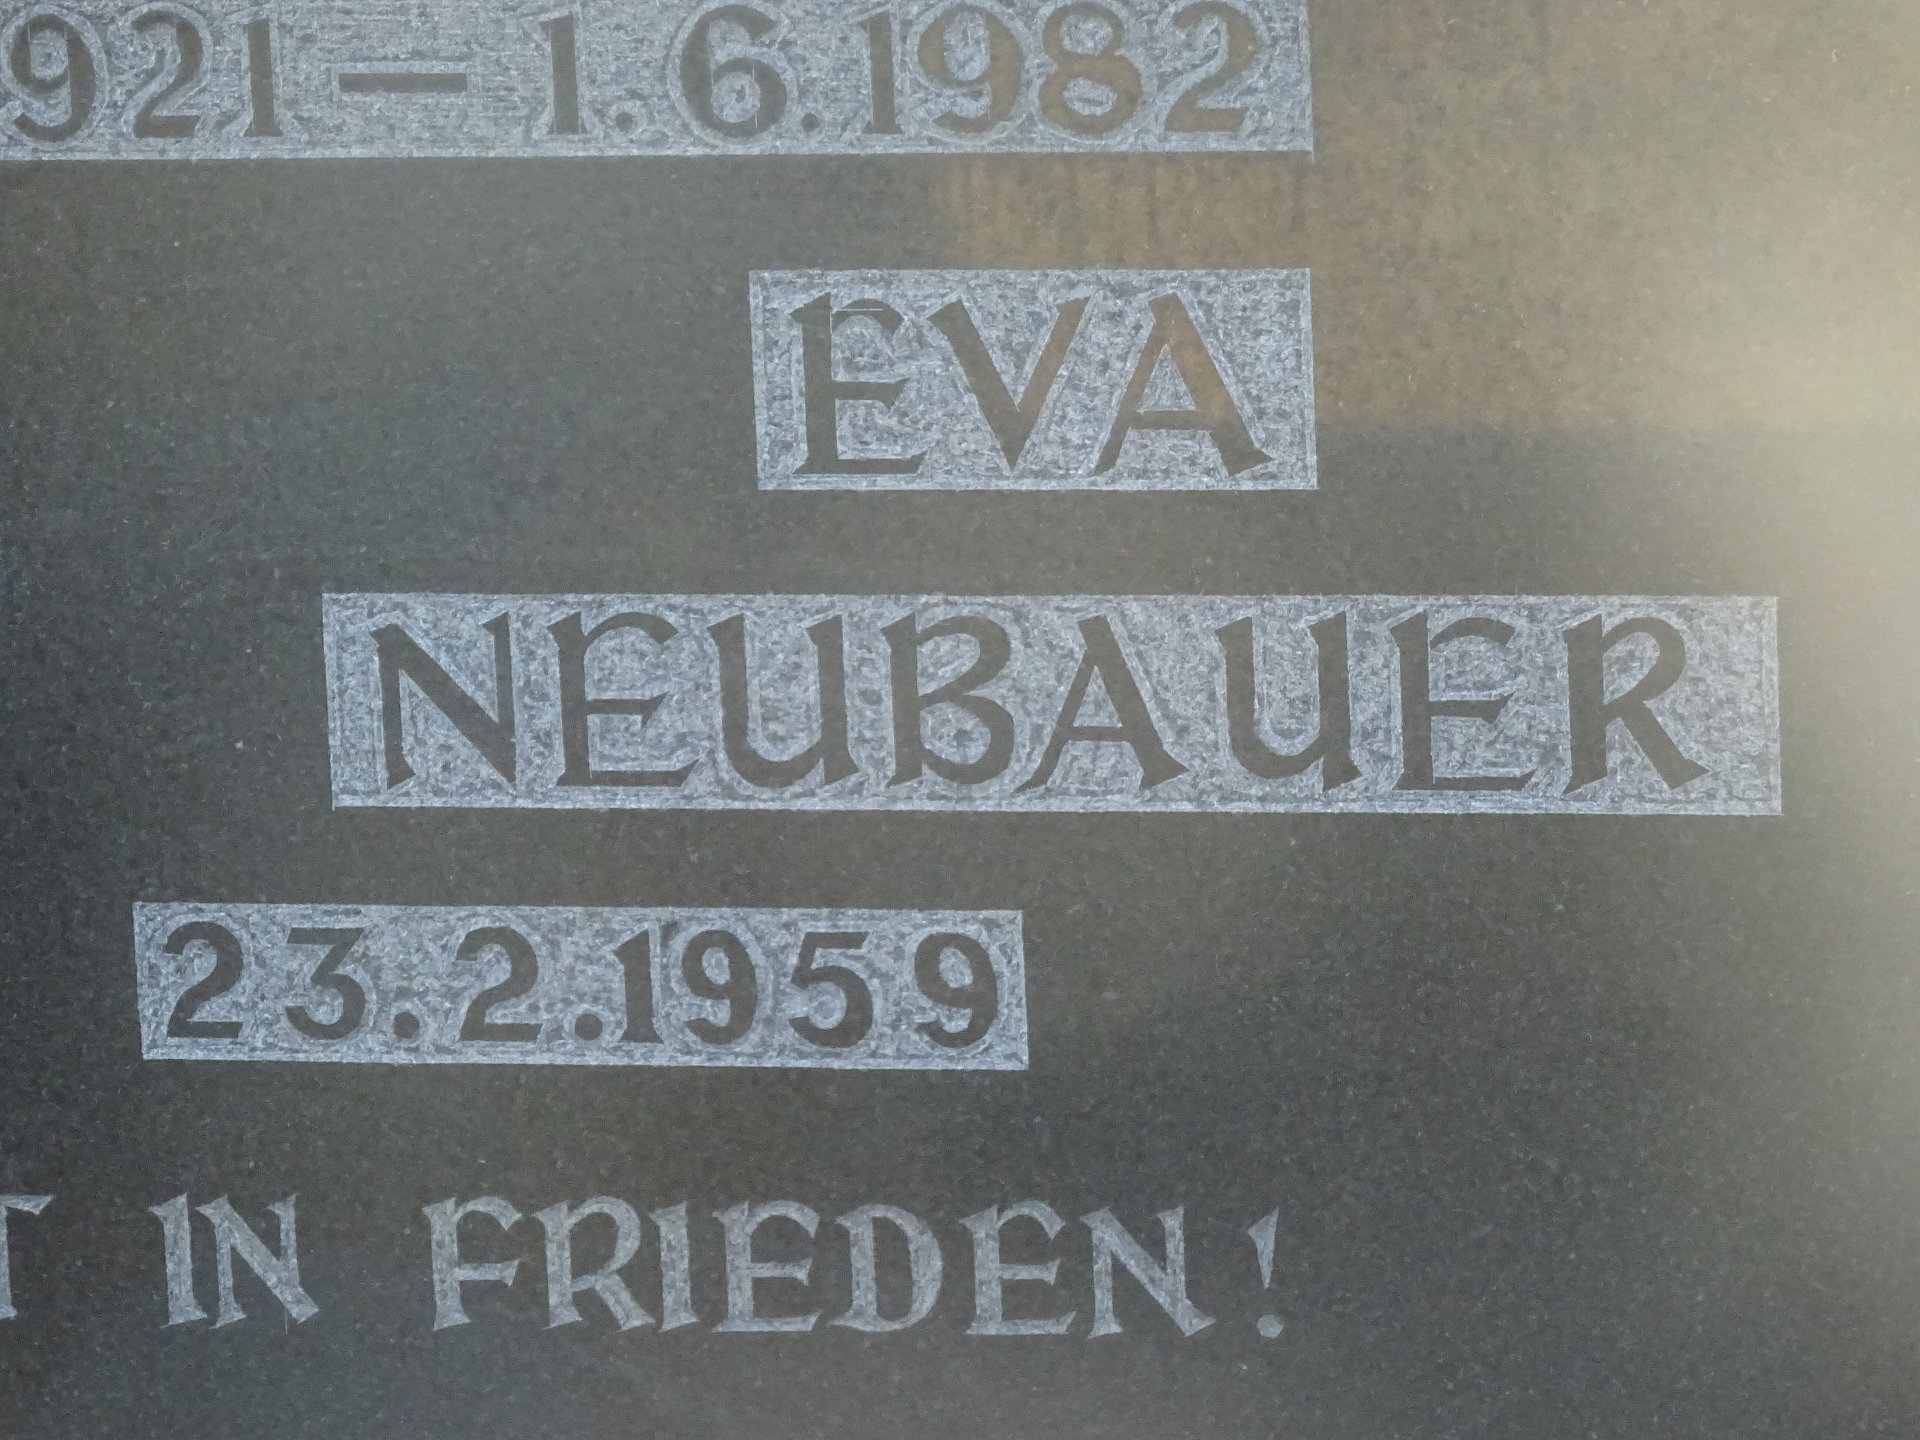 921 – 1.6.1982
EVA
NEUBAUER
23.2.1959
T IN FRIEDEN!